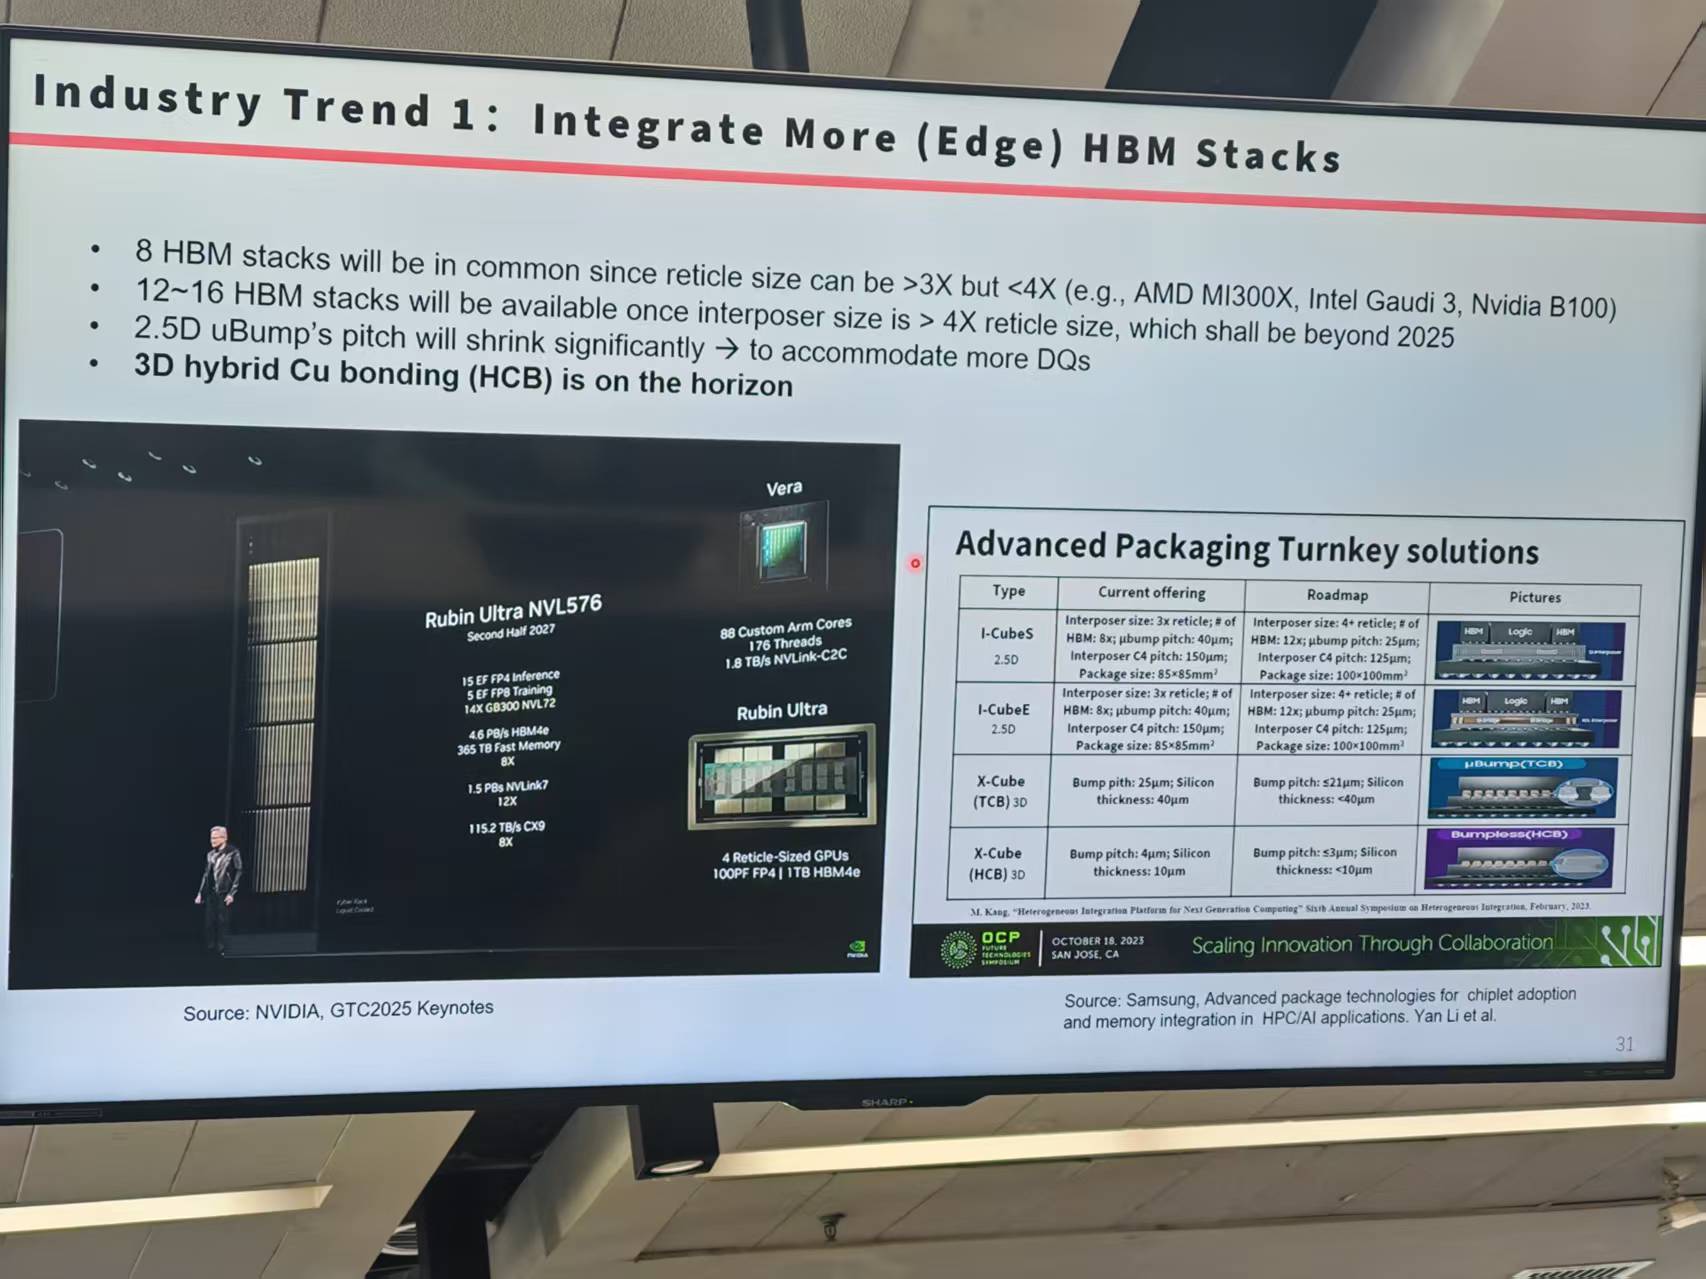 Industry Trend 1: Integrate More (Edge) HBM Stacks
• 8 HBM stacks will be in common since reticle size can be >3X but <4X (e.g., AMD MI300X, Intel Gaudi 3, Nvidia B100)
• 12~16 HBM stacks will be available once interposer size is > 4X reticle size, which shall be beyond 2025
• 2.5D uBump's pitch will shrink significantly → to accommodate more DQs
• 3D hybrid Cu bonding (HCB) is on the horizon
Rubin Ultra NVL576
Second Half 2027
15 EF FP4 Inference
5 EF FP8 Training
14X GB300 NVL72
4.6 PB/s HBM4e
365 TB Fast Memory
8X
1.5 PBs NVLink7
12X
115.2 TB/s CX9
8X
Kyber Rack
Liquid Cooled
Vera
88 Custom Arm Cores
176 Threads
1.8 TB/s NVLink-C2C
Rubin Ultra
4 Reticle-Sized GPUs
100PF FP4 | 1TB HBM4e
NVIDIA
Source: NVIDIA, GTC2025 Keynotes
Advanced Packaging Turnkey solutions
Type Current offering Roadmap Pictures
I-CubeS
2.5D
Interposer size: 3x reticle; # of
HBM: 8x; µbump pitch: 40µm;
Interposer C4 pitch: 150µm;
Package size: 85×85mm²
Interposer size: 4+ reticle; # of
HBM: 12x; µbump pitch: 25µm;
Interposer C4 pitch: 125µm;
Package size: 100×100mm²
HBM Logic HBM
I-CubeE
2.5D
Interposer size: 3x reticle; # of
HBM: 8x; µbump pitch: 40µm;
Interposer C4 pitch: 150µm;
Package size: 85×85mm²
Interposer size: 4+ reticle; # of
HBM: 12x; µbump pitch: 25µm;
Interposer C4 pitch: 125µm;
Package size: 100×100mm²
HBM Logic HBM
X-Cube
(TCB) 3D
Bump pith: 25µm; Silicon
thickness: 40µm
Bump pitch: ≤21µm; Silicon
thickness: <40µm
µBump(TCB)
X-Cube
(HCB) 3D
Bump pitch: 4µm; Silicon
thickness: 10µm
Bump pitch: ≤3µm; Silicon
thickness: <10µm
Bumpless(HCB)
M. Kang, "Heterogeneous Integration Platform for Next Generation Computing" Sixth Annual Symposium on Heterogeneous Integration, February, 2023.
OCP
FUTURE
TECHNOLOGIES
SYMPOSIUM
OCTOBER 18, 2023
SAN JOSE, CA
Scaling Innovation Through Collaboration
Source: Samsung, Advanced package technologies for chiplet adoption
and memory integration in HPC/AI applications. Yan Li et al.
31
SHARP